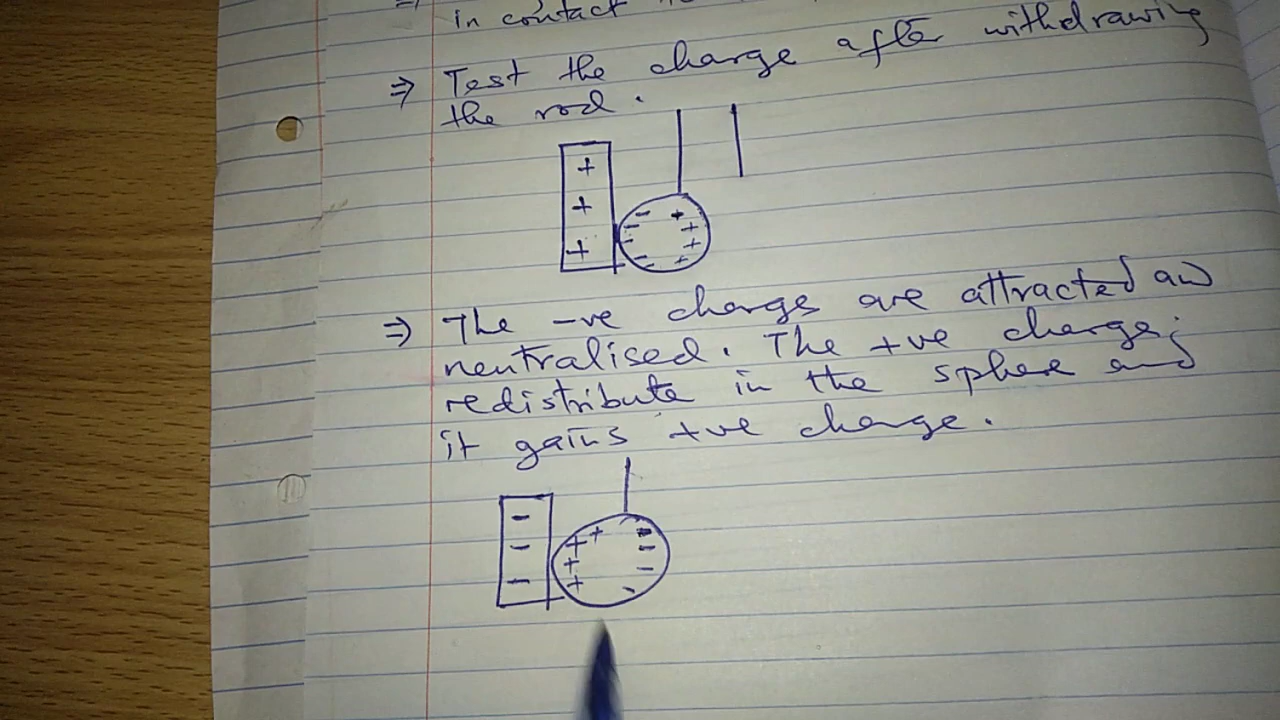 ⇒ in contact
⇒ Test the charge after withdrawing
the rod.
+
+
+
- +
- +
- +
- +
⇒ The -ve charges are attracted and
neutralised. The +ve charges
redistribute in the sphere and
it gains +ve charge.
-
-
-
+ + -
+ -
+ -
+ -